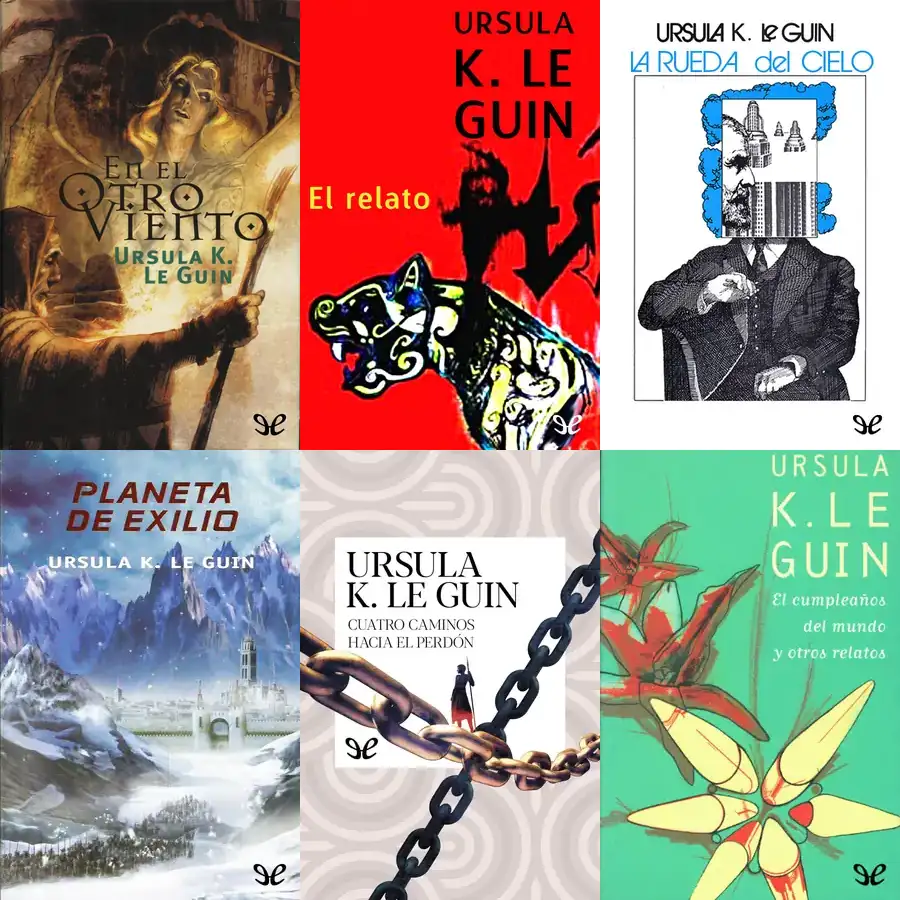 En el
Otro
Viento
Ursula K.
Le Guin
URSULA
K. LE
GUIN
El relato
URSULA K. Le GUIN
LA RUEDA del CIELO
PLANETA
DE EXILIO
URSULA K. LE GUIN
URSULA
K. LE GUIN
CUATRO CAMINOS
HACIA EL PERDÓN
URSULA
K. LE
GUIN
El cumpleaños
del mundo
y otros relatos